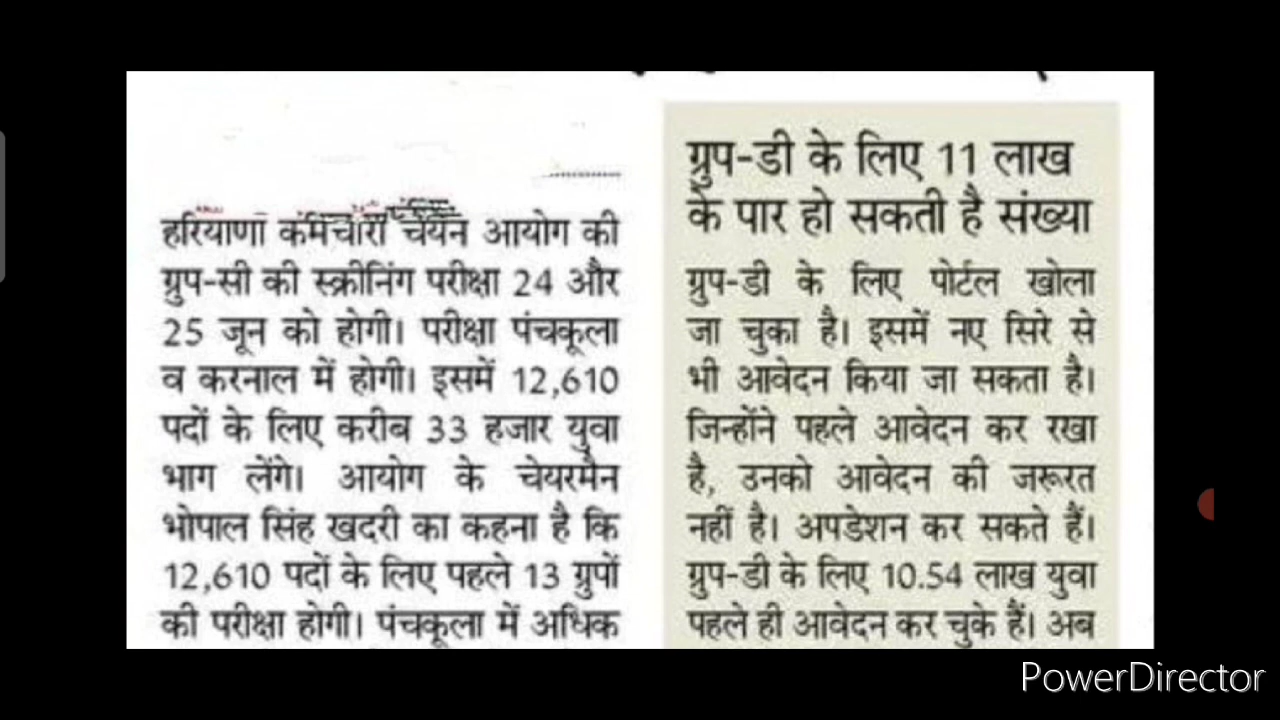 हरियाणा कर्मचारी चयन आयोग की
ग्रुप-सी की स्क्रीनिंग परीक्षा 24 और
25 जून को होगी। परीक्षा पंचकूला
व करनाल में होगी। इसमें 12,610
पदों के लिए करीब 33 हजार युवा
भाग लेंगे। आयोग के चेयरमैन
भोपाल सिंह खदरी का कहना है कि
12,610 पदों के लिए पहले 13 ग्रुपों
की परीक्षा होगी। पंचकूला में अधिक
ग्रुप-डी के लिए 11 लाख
के पार हो सकती है संख्या
ग्रुप-डी के लिए पोर्टल खोला
जा चुका है। इसमें नए सिरे से
भी आवेदन किया जा सकता है।
जिन्होंने पहले आवेदन कर रखा
है, उनको आवेदन की जरूरत
नहीं है। अपडेशन कर सकते हैं।
ग्रुप-डी के लिए 10.54 लाख युवा
पहले ही आवेदन कर चुके हैं। अब
PowerDirector